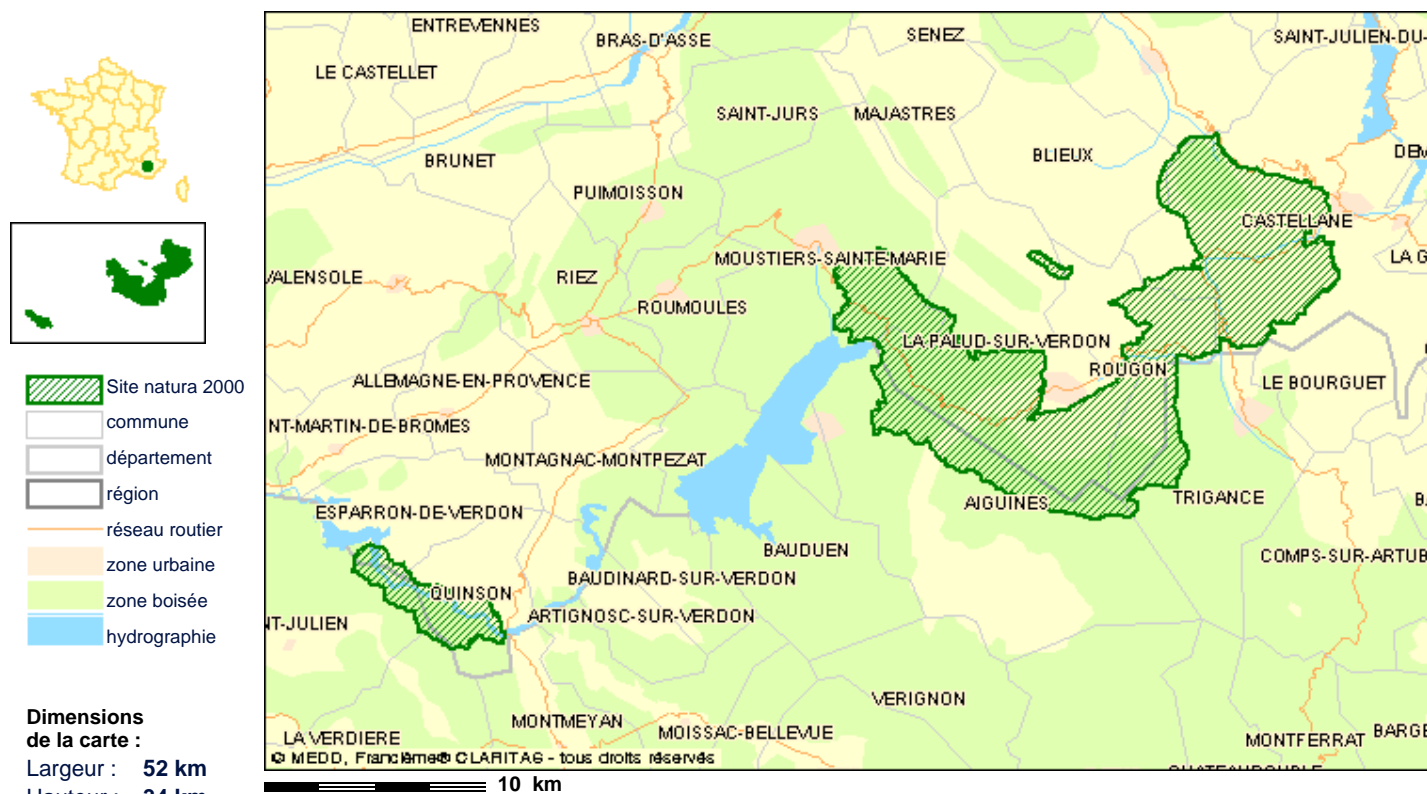 ENTREVENNES
BRAS-D'ASSE
SENEZ
SAINT-JULIEN-DU-
LE CASTELLET
SAINT-JURS
MAJASTRES
BRUNET
BLIEUX
PUIMOISSON
CASTELLANE
MOUSTIERS-SAINTE-MARIE
LA G
VALENSOLE
RIEZ
ROUMOULES
LA-PALUD-SUR-VERDON
ROUGON
ALLEMAGNE-EN-PROVENCE
LE BOURGUET
NT-MARTIN-DE-BROMES
MONTAGNAC-MONTPEZAT
AIGUINES
TRIGANCE
ESPARRON-DE-VERDON
BAUDUEN
COMPS-SUR-ARTUB
BAUDINARD-SUR-VERDON
QUINSON
ARTIGNOSC-SUR-VERDON
NT-JULIEN
VERIGNON
MONTMEYAN
MOISSAC-BELLEVUE
LA VERDIERE
MONTFERRAT
BARGE
© MEDD, Franclème® CLARITAS - tous droits réservés
10 km
Site natura 2000
commune
département
région
réseau routier
zone urbaine
zone boisée
hydrographie
Dimensions
de la carte :
Largeur : 52 km